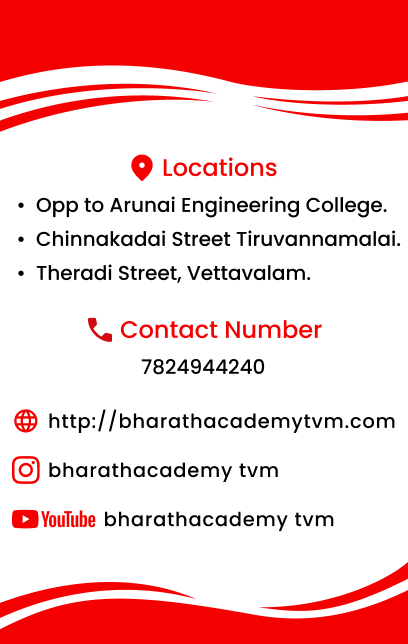 Locations
• Opp to Arunai Engineering College.
• Chinnakadai Street Tiruvannamalai.
• Theradi Street, Vettavalam.
Contact Number
7824944240
http://bharathacademytvm.com
bharathacademy tvm
YouTube bharathacademy tvm